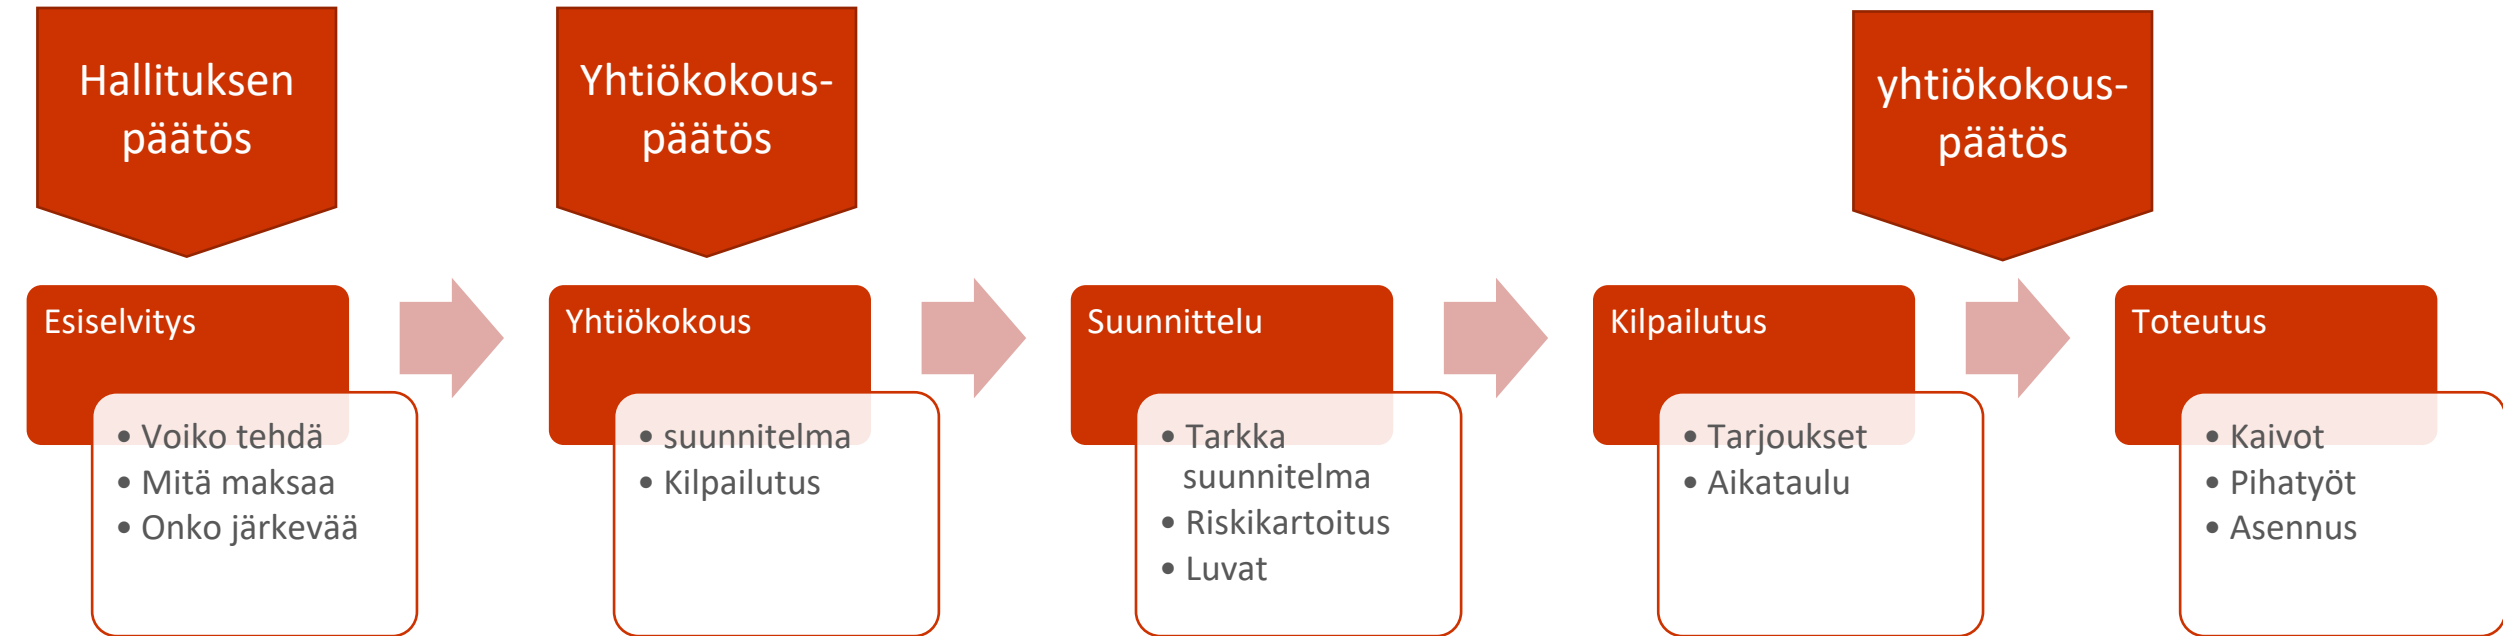 Hallituksen
päätös
Yhtiökokous-
päätös
yhtiökokous-
päätös
Esiselvitys
• Voiko tehdä
• Mitä maksaa
• Onko järkevää
Yhtiökokous
• suunnitelma
• Kilpailutus
Suunnittelu
• Tarkka
suunnitelma
• Riskikartoitus
• Luvat
Kilpailutus
• Tarjoukset
• Aikataulu
Toteutus
• Kaivot
• Pihatyöt
• Asennus